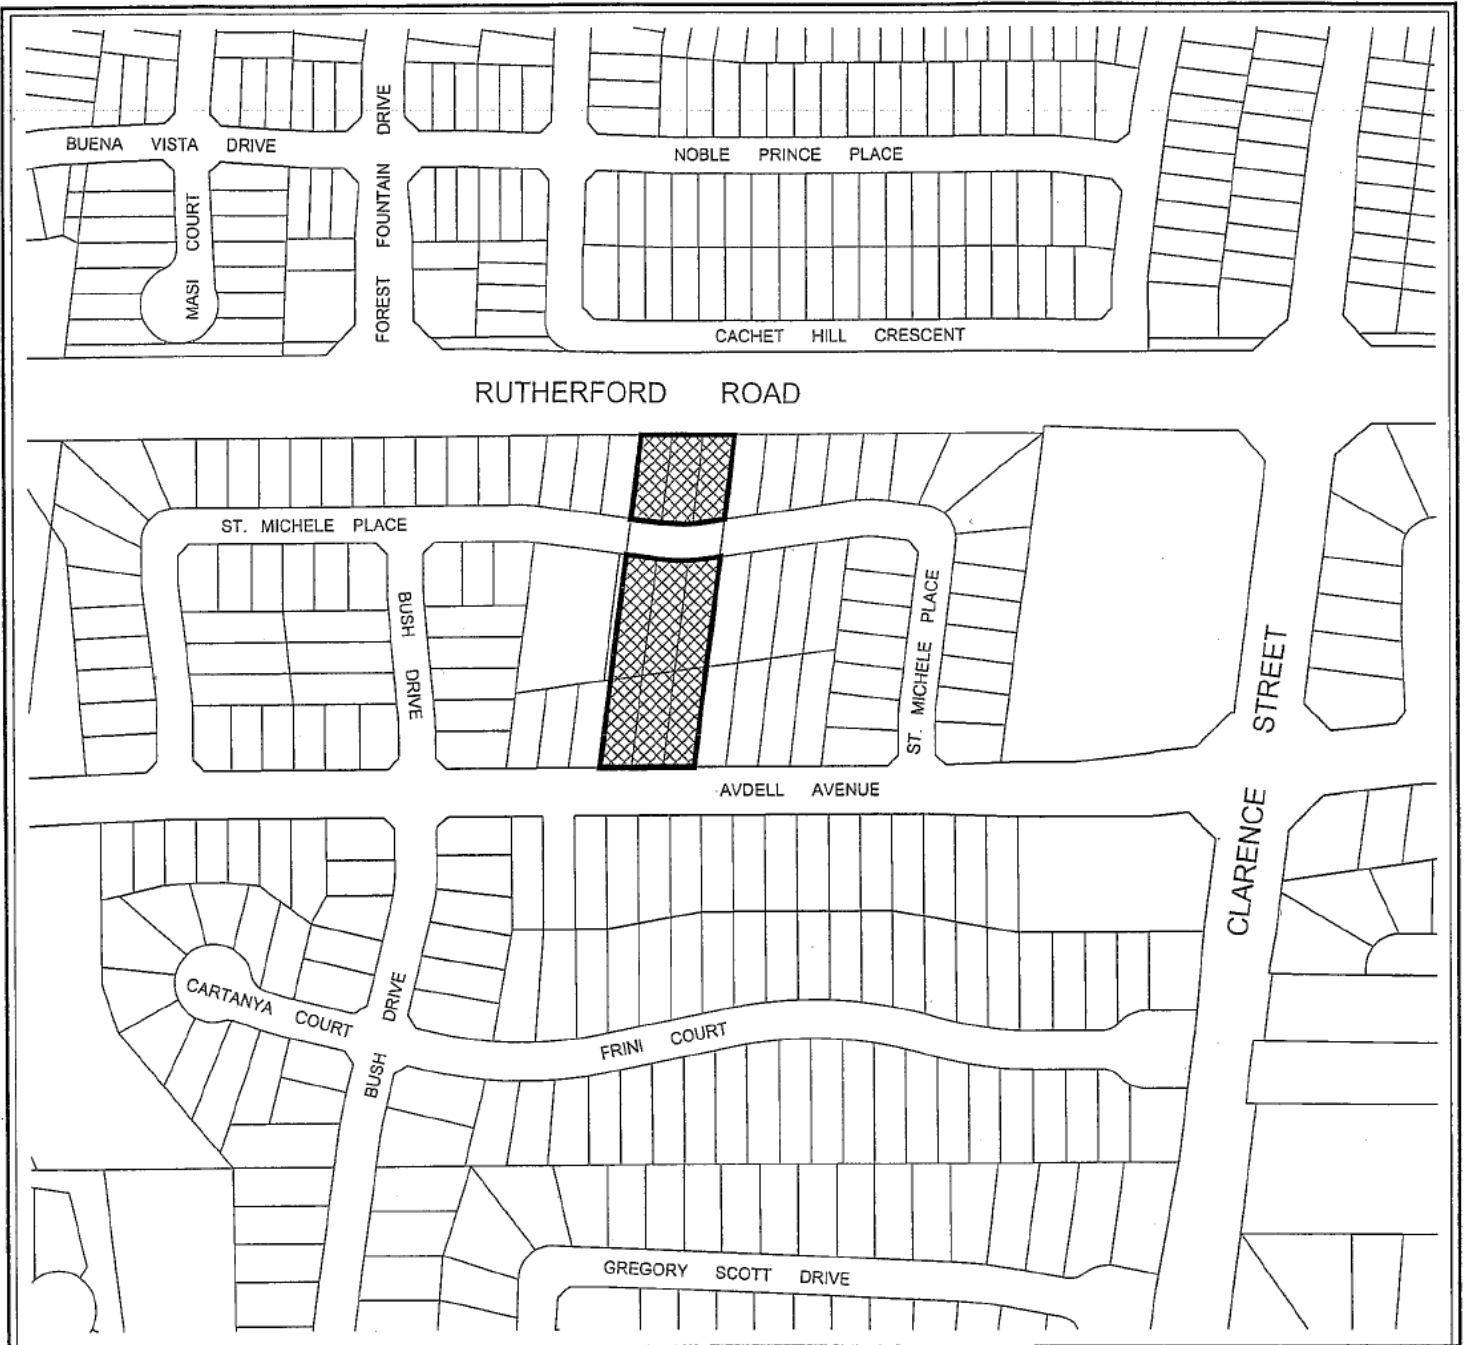 BUENA VISTA DRIVE
MASI COURT
FOREST FOUNTAIN DRIVE
NOBLE PRINCE PLACE
CACHET HILL CRESCENT
RUTHERFORD ROAD
ST. MICHELE PLACE
BUSH DRIVE
ST. MICHELE PLACE
CLARENCE STREET
AVDELL AVENUE
CARTANYA COURT
BUSH DRIVE
FRINI COURT
GREGORY SCOTT DRIVE